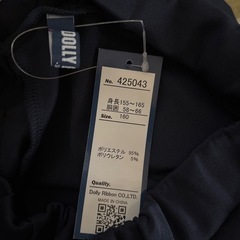 DOLLY
No. 425043
身長155～165
胴囲 58～66
Size. 160
ポリエステル 95%
ポリウレタン 5%
Quality.
Dolly Ribbon CO.,LTD.
MADE IN CHINA